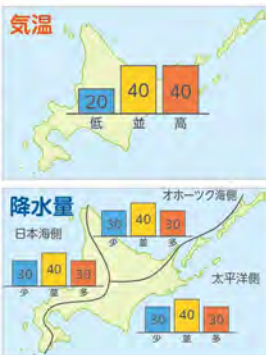 気温
20 40 40
低 並 高
降水量
オホーツク海側
30 40 30
少 並 多
日本海側
30 40 30
少 並 多
太平洋側
30 40 30
少 並 多